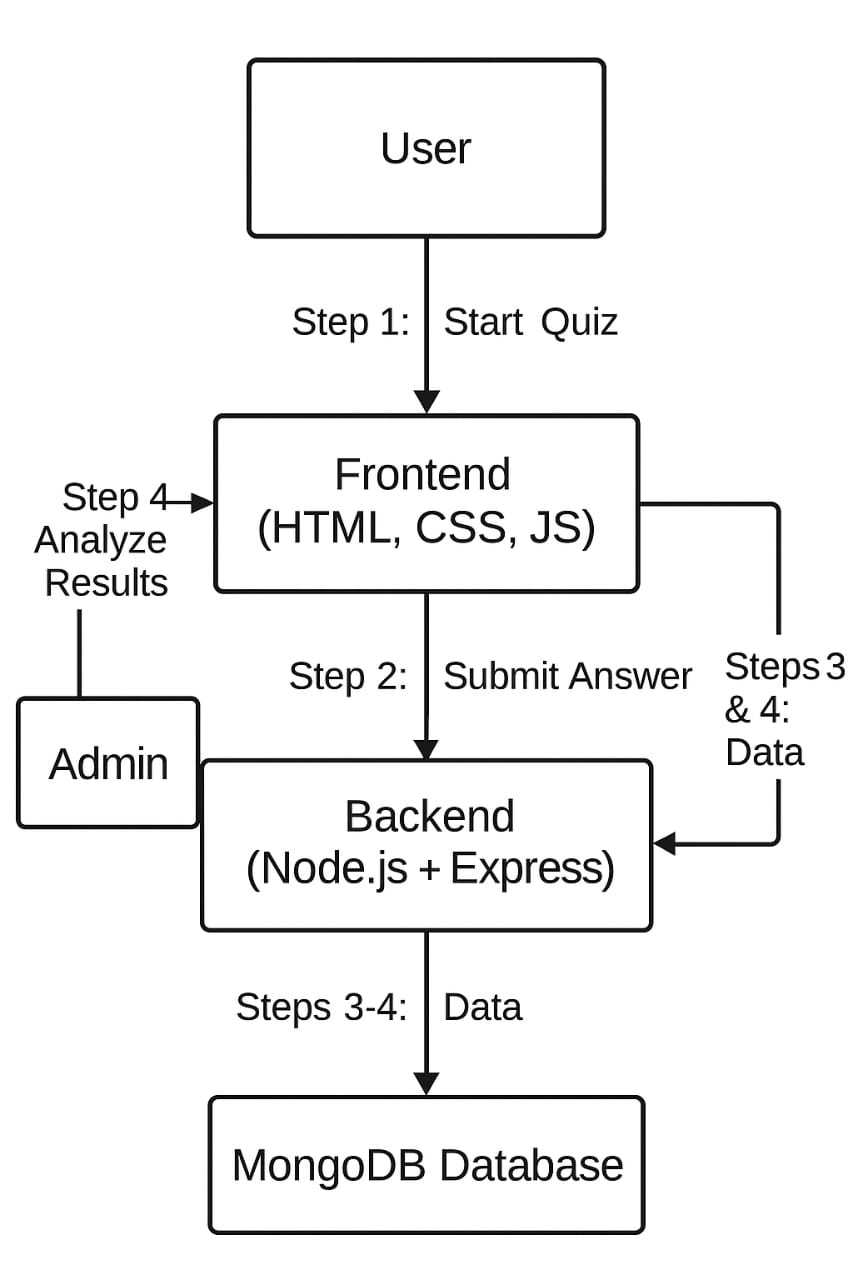 User
Step 1: Start Quiz
Frontend
(HTML, CSS, JS)
Step 4
Analyze
Results
Step 2: Submit Answer
Steps 3
& 4:
Data
Admin
Backend
(Node.js + Express)
Steps 3-4: Data
MongoDB Database